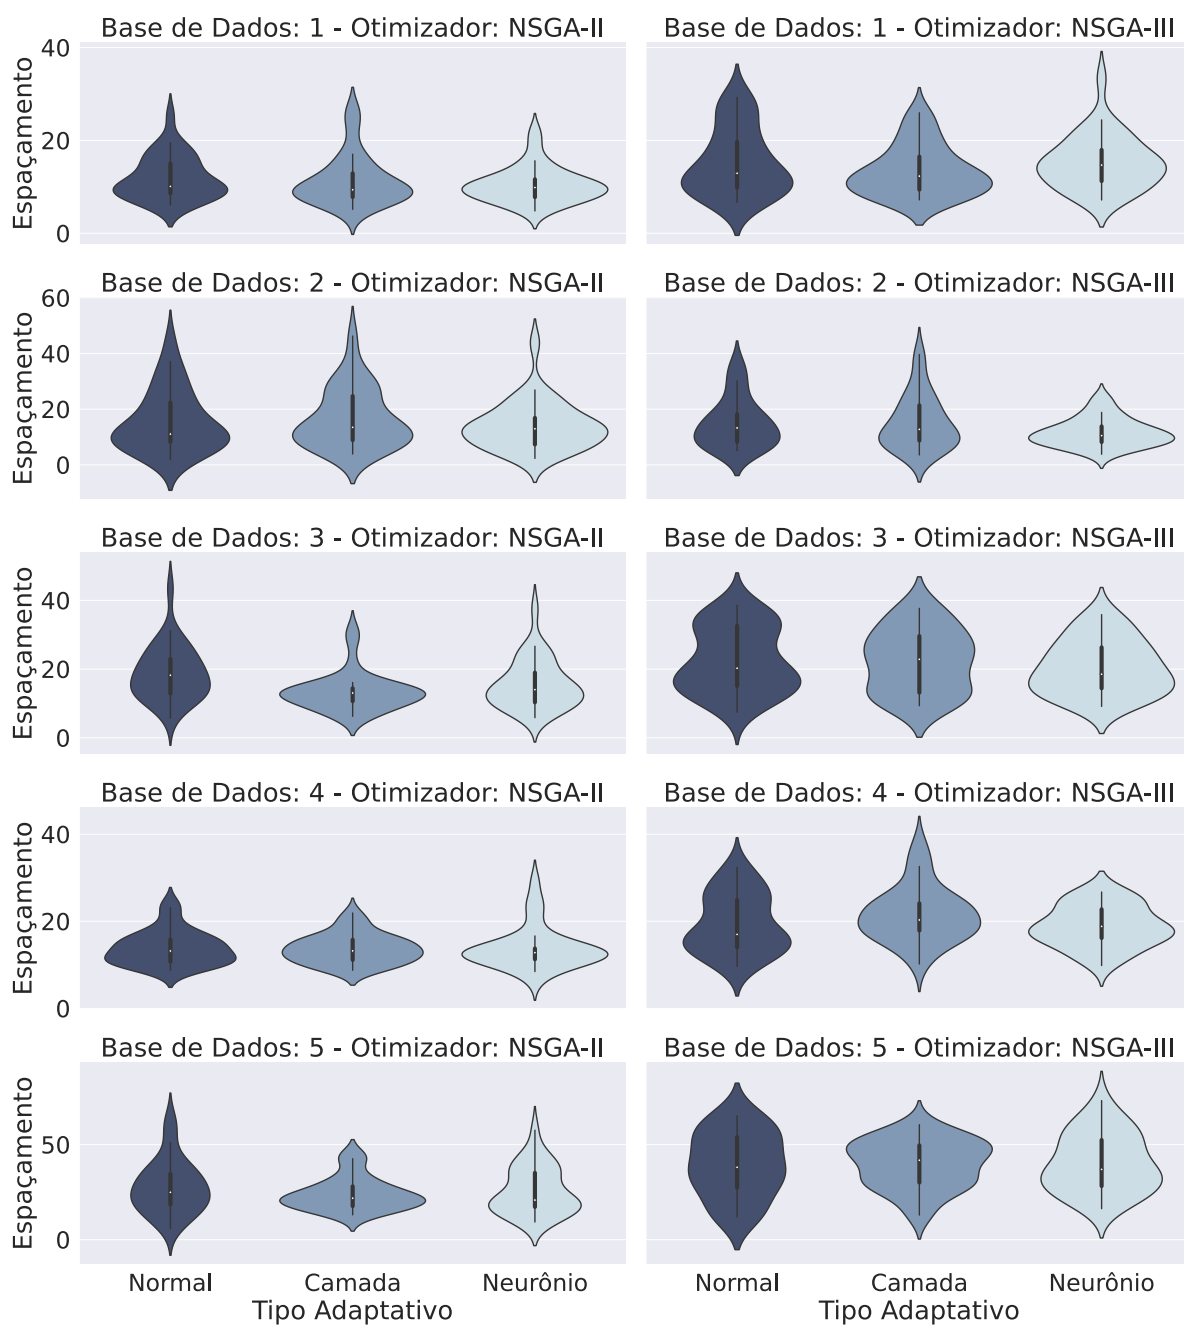 Base de Dados: 1 - Otimizador: NSGA-II
Base de Dados: 1 - Otimizador: NSGA-III
Espaçamento
40
20
0
Base de Dados: 2 - Otimizador: NSGA-II
Base de Dados: 2 - Otimizador: NSGA-III
Espaçamento
60
40
20
0
Base de Dados: 3 - Otimizador: NSGA-II
Base de Dados: 3 - Otimizador: NSGA-III
Espaçamento
40
20
0
Base de Dados: 4 - Otimizador: NSGA-II
Base de Dados: 4 - Otimizador: NSGA-III
Espaçamento
40
20
0
Base de Dados: 5 - Otimizador: NSGA-II
Base de Dados: 5 - Otimizador: NSGA-III
Espaçamento
50
0
Normal Camada Neurônio
Tipo Adaptativo
Normal Camada Neurônio
Tipo Adaptativo